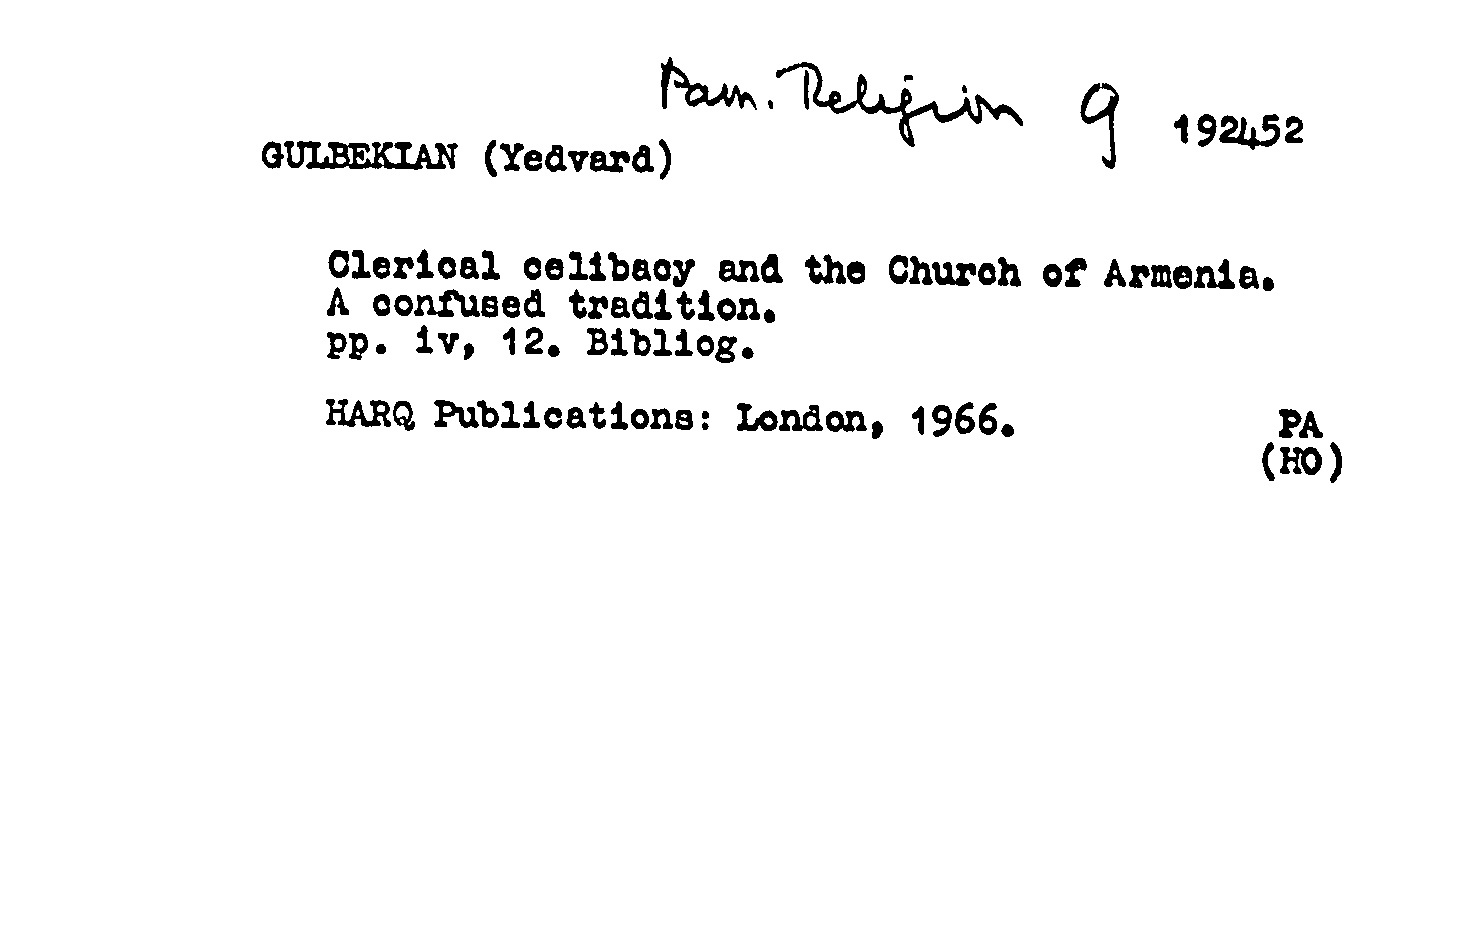 Pam. Religion 9 192452
GULBEKIAN (Yedvard)
Clerical celibacy and the Church of Armenia.
A confused tradition.
pp. iv, 12. Bibliog.
HARQ Publications: London, 1966.
PA
(HO)